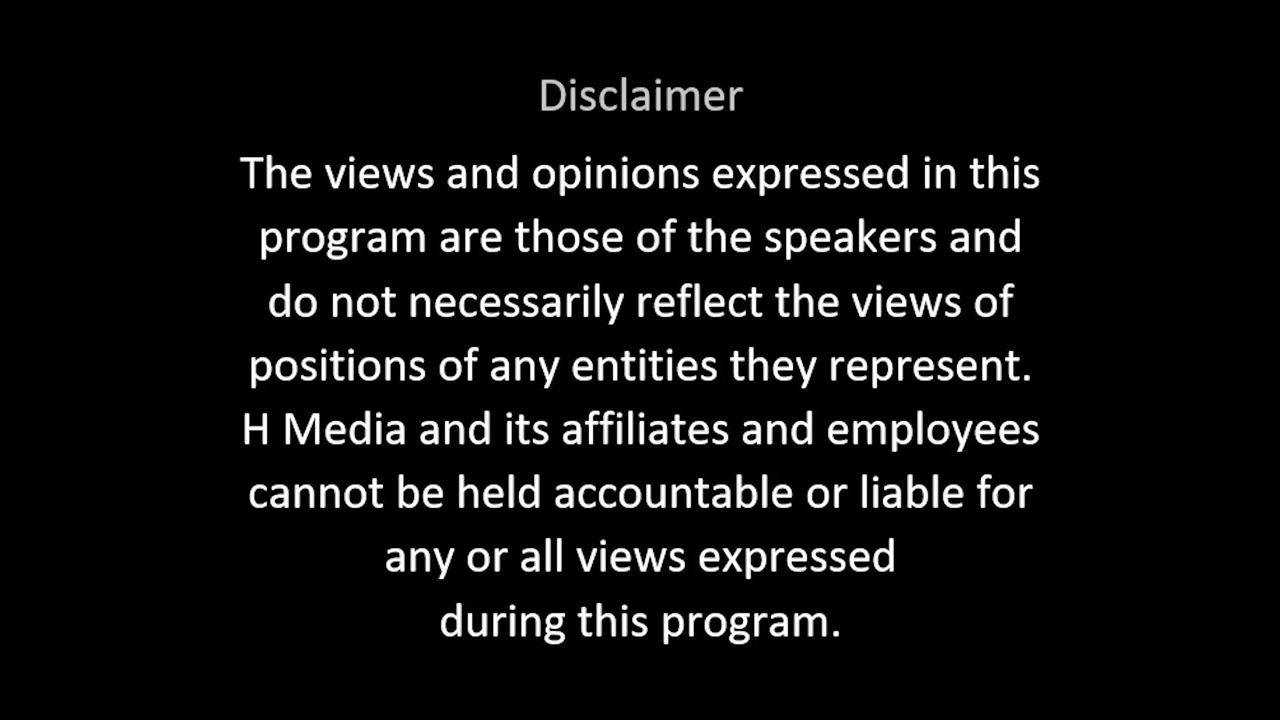 Disclaimer
The views and opinions expressed in this
program are those of the speakers and
do not necessarily reflect the views of
positions of any entities they represent.
H Media and its affiliates and employees
cannot be held accountable or liable for
any or all views expressed
during this program.